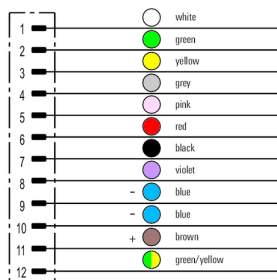 white
1
green
2
yellow
3
grey
4
pink
5
red
6
black
7
violet
8
- blue
9
- blue
10
+ brown
11
green/yellow
12